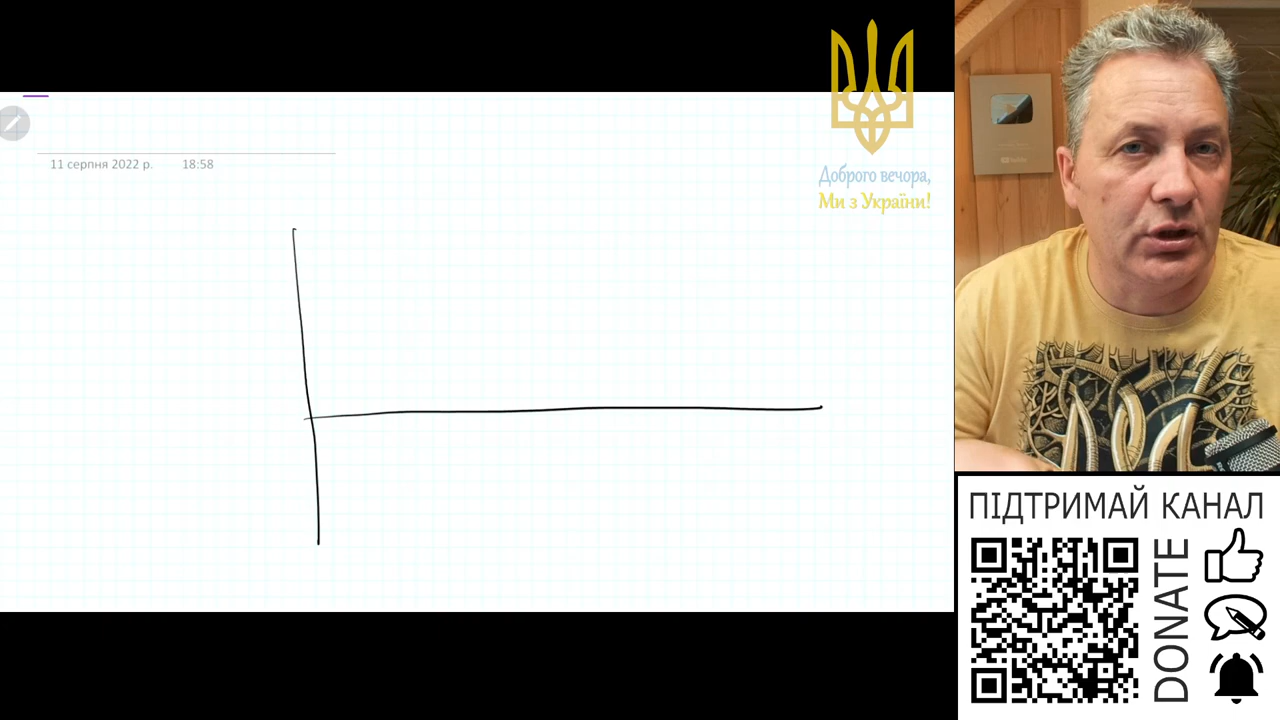 11 серпня 2022 р. 18:58
Доброго вечора,
Ми з України!
ПІДТРИМАЙ КАНАЛ
DONATE